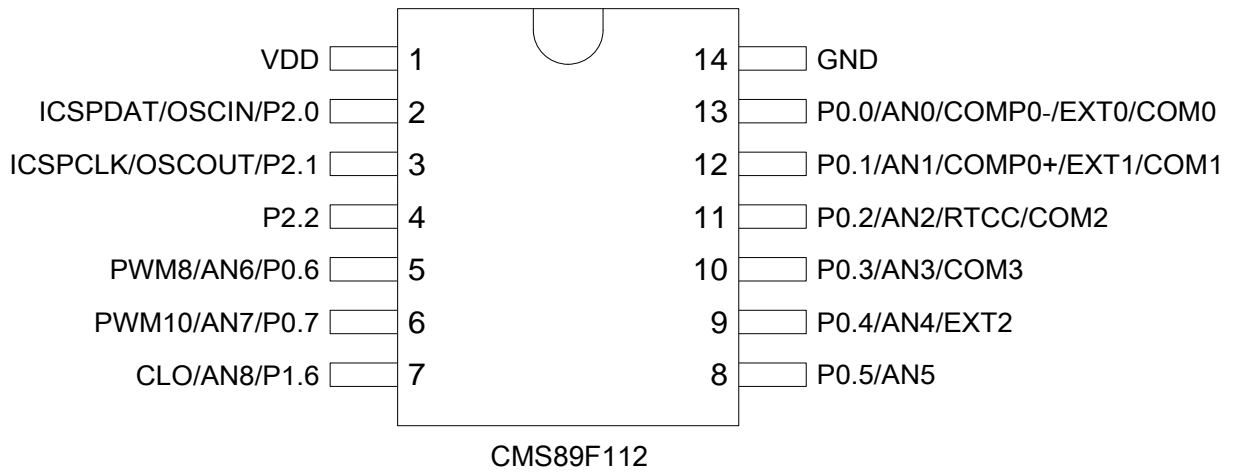 VDD 1 14 GND
ICSPDAT/OSCIN/P2.0 2 13 P0.0/AN0/COMP0-/EXT0/COM0
ICSPCLK/OSCOUT/P2.1 3 12 P0.1/AN1/COMP0+/EXT1/COM1
P2.2 4 11 P0.2/AN2/RTCC/COM2
PWM8/AN6/P0.6 5 10 P0.3/AN3/COM3
PWM10/AN7/P0.7 6 9 P0.4/AN4/EXT2
CLO/AN8/P1.6 7 8 P0.5/AN5
CMS89F112